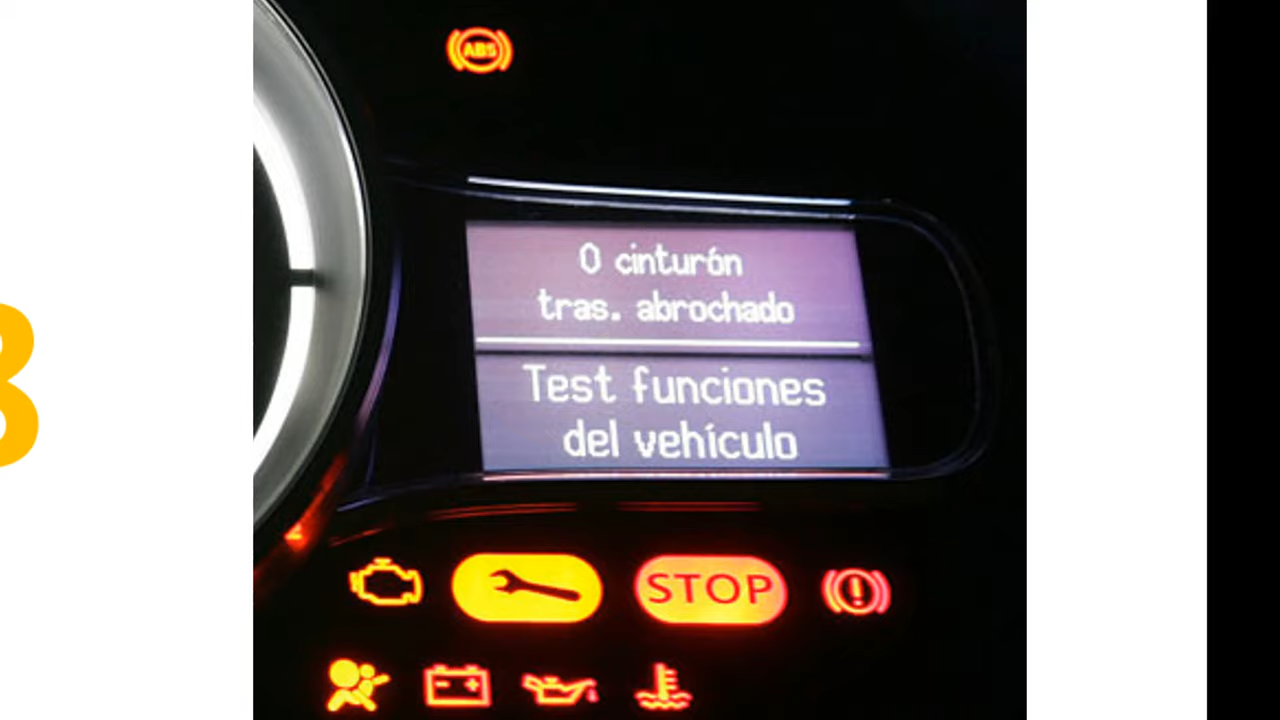 ABS
0 cinturón
tras. abrochado
Test funciones
del vehículo
STOP